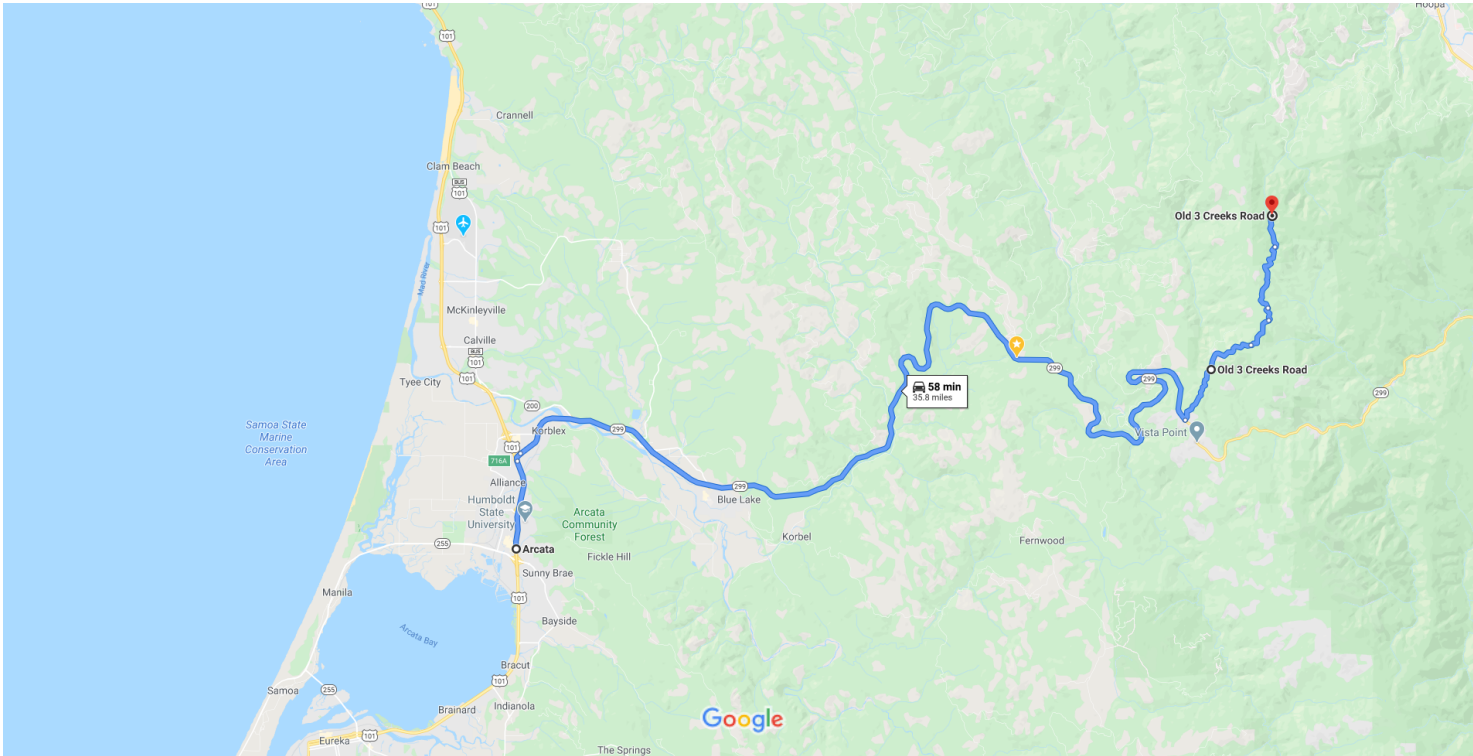 101
Hoopa
101
Crannell
Clam Beach
BUS
101
Old 3 Creeks Road
101
Mad River
McKinleyville
Calville
BUS
101
Tyee City
101
58 min
35.8 miles
299
Old 3 Creeks Road
299
299
200
Samoa State
Marine
Conservation
Area
Korblex
299
Vista Point
101
716A
Alliance
299
Blue Lake
Humboldt
State
University
Arcata
Community
Forest
Korbel
255
Arcata
Fickle Hill
Fernwood
Sunny Brae
Manila
101
Bayside
Arcata Bay
Bracut
101
Samoa
255
Brainard
Indianola
Google
Eureka
101
The Springs